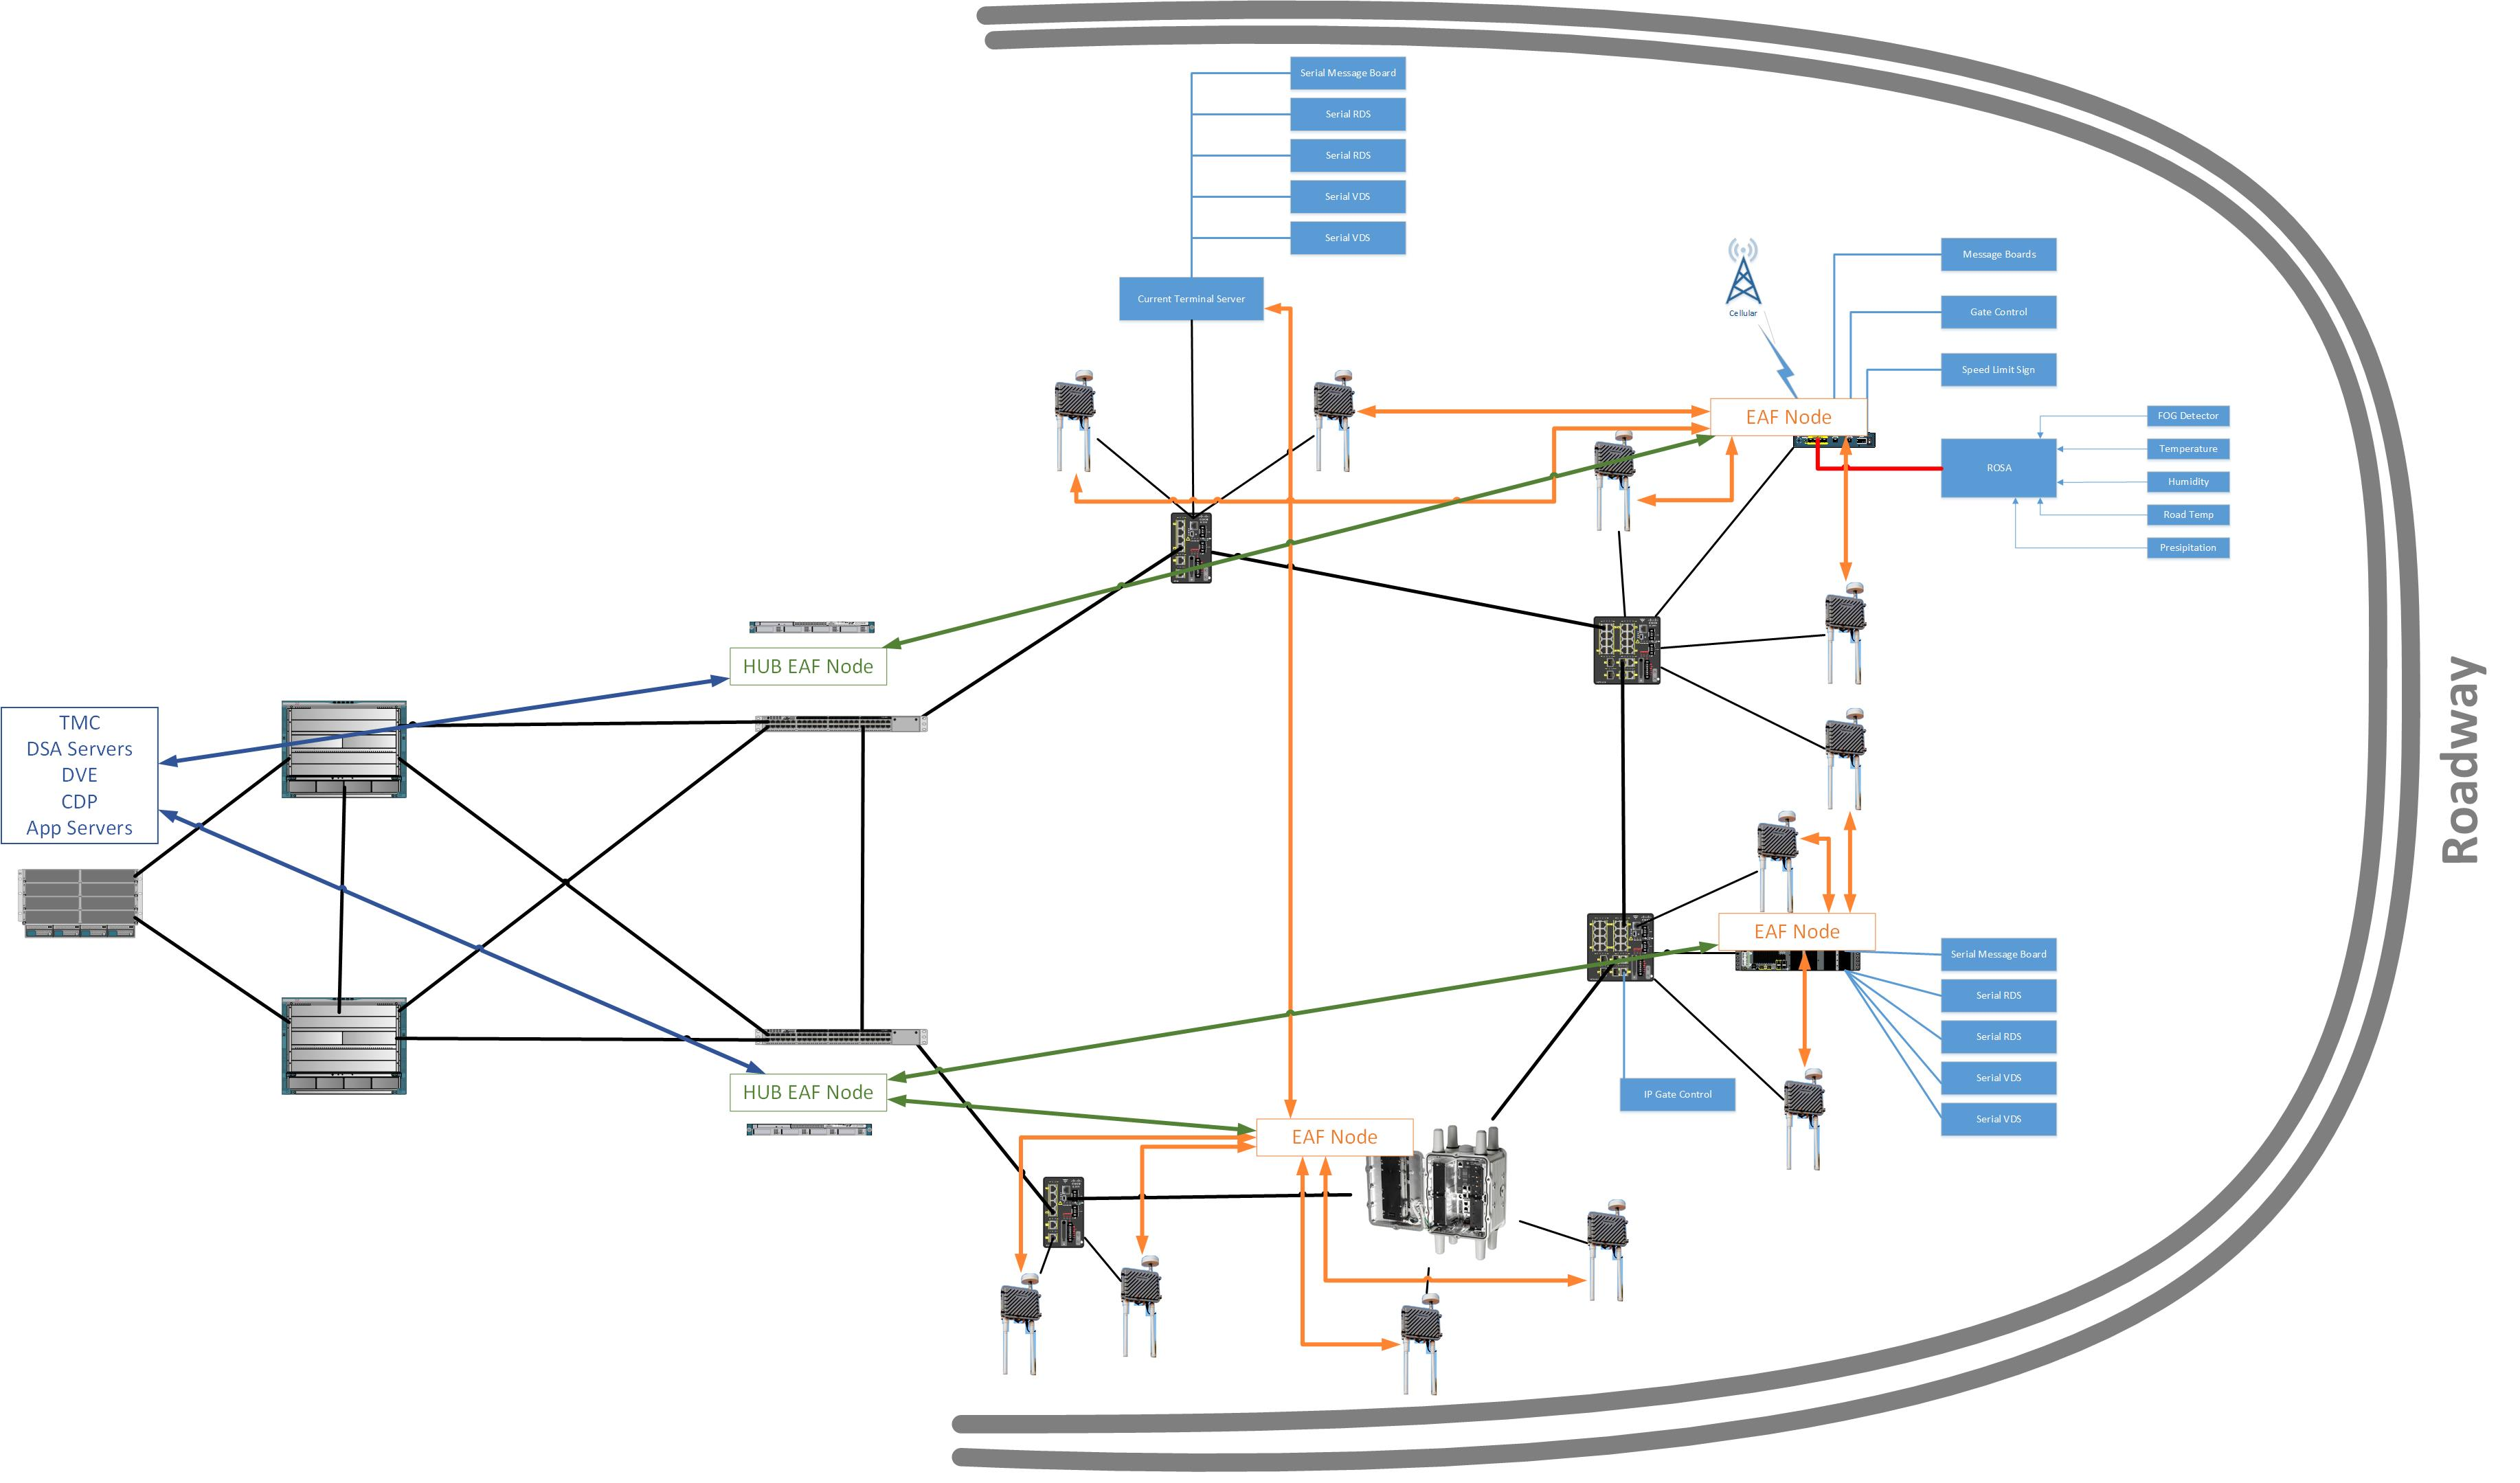 Serial Message Board
Serial RDS
Serial RDS
Serial VDS
Serial VDS
Current Terminal Server
Cellular
Message Boards
Gate Control
Speed Limit Sign
EAF Node
ROSA
FOG Detector
Temperature
Humidity
Road Temp
Presipitation
HUB EAF Node
TMC
DSA Servers
DVE
CDP
App Servers
Roadway
EAF Node
Serial Message Board
Serial RDS
Serial RDS
Serial VDS
Serial VDS
IP Gate Control
HUB EAF Node
EAF Node